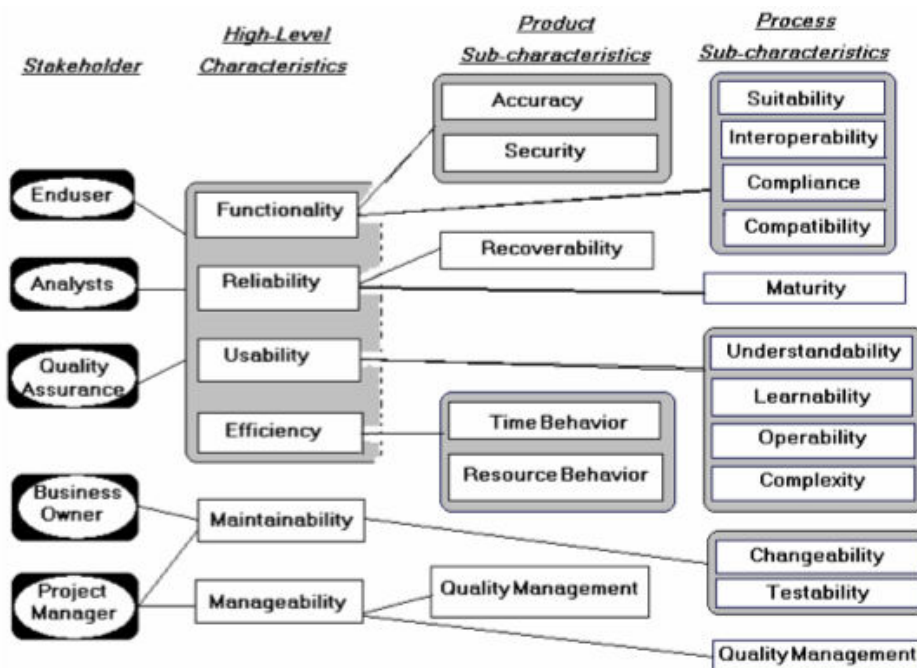 Stakeholder
High-Level
Characteristics
Product
Sub-characteristics
Process
Sub-characteristics
Enduser
Analysts
Quality
Assurance
Business
Owner
Project
Manager
Functionality
Reliability
Usability
Efficiency
Maintainability
Manageability
Accuracy
Security
Recoverability
Time Behavior
Resource Behavior
Quality Management
Suitability
Interoperability
Compliance
Compatibility
Maturity
Understandability
Learnability
Operability
Complexity
Changeability
Testability
Quality Management